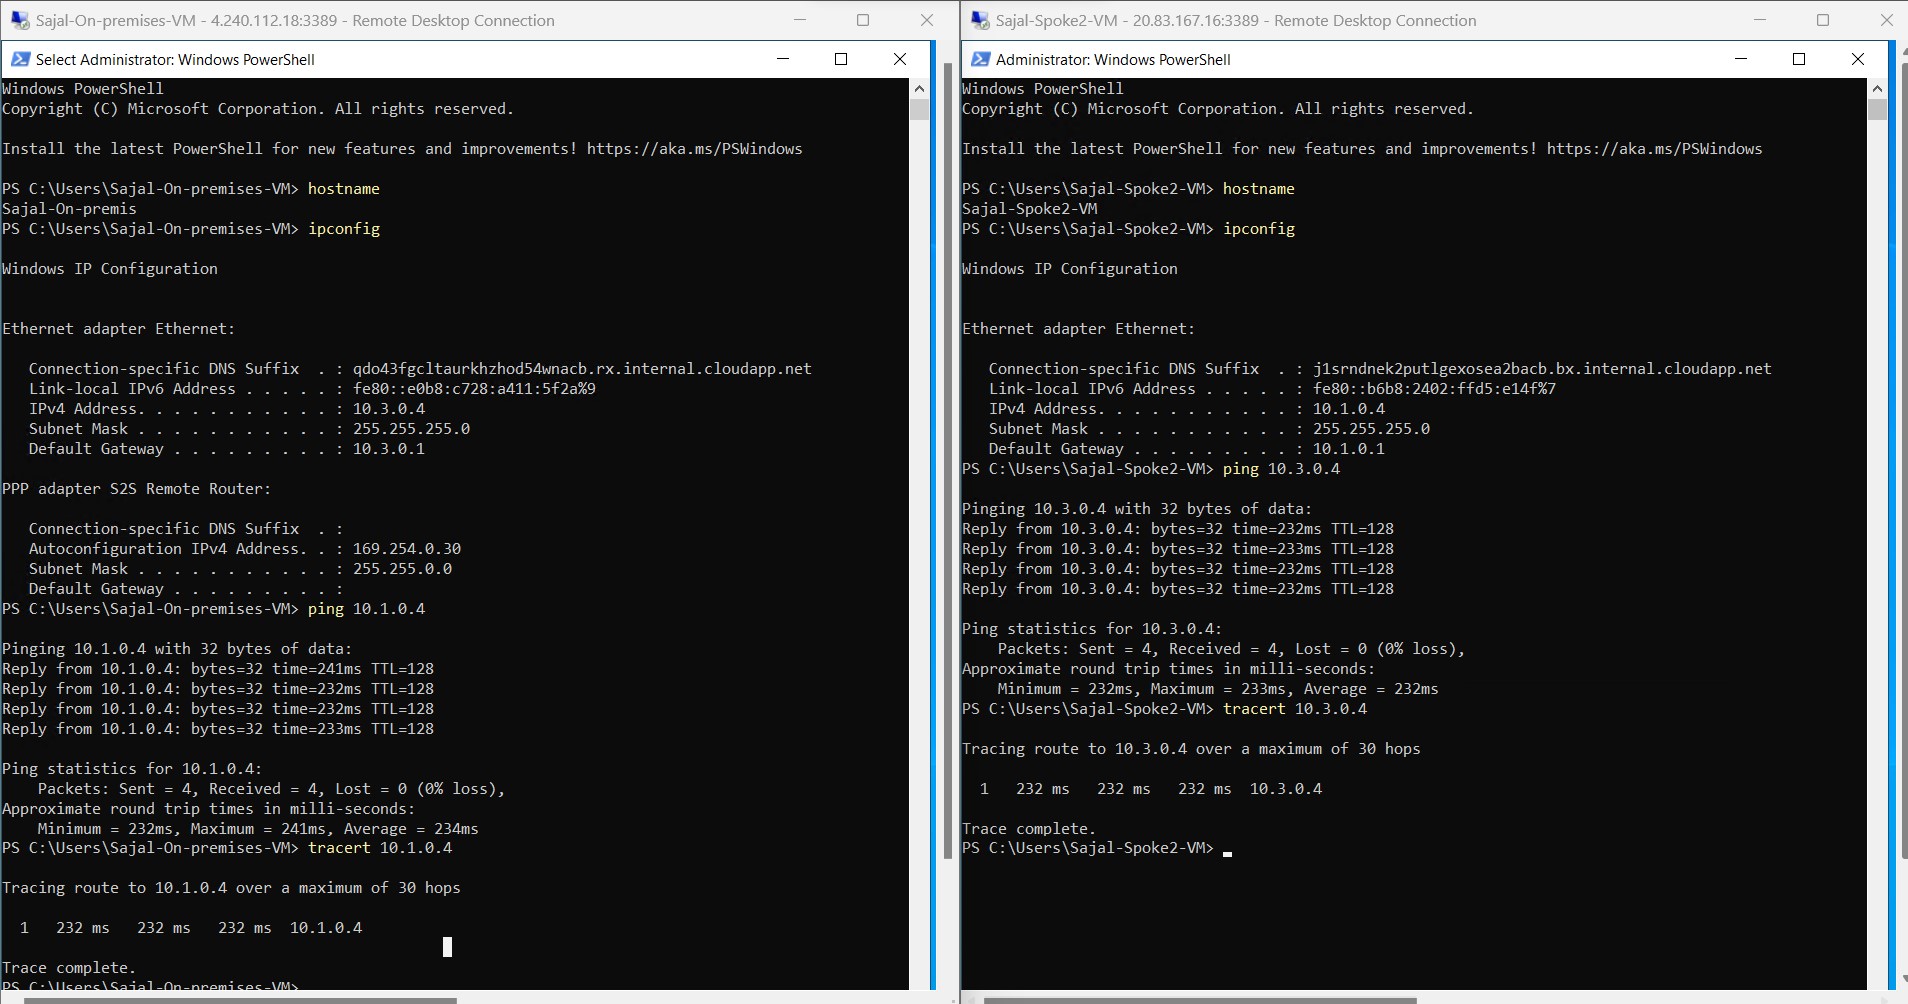 Sajal-On-premises-VM - 4.240.112.18:3389 - Remote Desktop Connection
Select Administrator: Windows PowerShell
Windows PowerShell
Copyright (C) Microsoft Corporation. All rights reserved.
Install the latest PowerShell for new features and improvements! https://aka.ms/PSWindows
PS C:\Users\Sajal-On-premises-VM> hostname
Sajal-On-premis
PS C:\Users\Sajal-On-premises-VM> ipconfig
Windows IP Configuration
Ethernet adapter Ethernet:
Connection-specific DNS Suffix  . : qdo43fgcltaurkhzhod54wnacb.rx.internal.cloudapp.net
Link-local IPv6 Address . . . . . : fe80::e0b8:c728:a411:5f2a%9
IPv4 Address. . . . . . . . . . . : 10.3.0.4
Subnet Mask . . . . . . . . . . . : 255.255.255.0
Default Gateway . . . . . . . . . : 10.3.0.1
PPP adapter S2S Remote Router:
Connection-specific DNS Suffix  . :
Autoconfiguration IPv4 Address. . : 169.254.0.30
Subnet Mask . . . . . . . . . . . : 255.255.0.0
Default Gateway . . . . . . . . . :
PS C:\Users\Sajal-On-premises-VM> ping 10.1.0.4
Pinging 10.1.0.4 with 32 bytes of data:
Reply from 10.1.0.4: bytes=32 time=241ms TTL=128
Reply from 10.1.0.4: bytes=32 time=232ms TTL=128
Reply from 10.1.0.4: bytes=32 time=232ms TTL=128
Reply from 10.1.0.4: bytes=32 time=233ms TTL=128
Ping statistics for 10.1.0.4:
Packets: Sent = 4, Received = 4, Lost = 0 (0% loss),
Approximate round trip times in milli-seconds:
Minimum = 232ms, Maximum = 241ms, Average = 234ms
PS C:\Users\Sajal-On-premises-VM> tracert 10.1.0.4
Tracing route to 10.1.0.4 over a maximum of 30 hops
1   232 ms   232 ms   232 ms  10.1.0.4
Trace complete.
PS C:\Users\Sajal-On-premises-VM>
Sajal-Spoke2-VM - 20.83.167.16:3389 - Remote Desktop Connection
Administrator: Windows PowerShell
Windows PowerShell
Copyright (C) Microsoft Corporation. All rights reserved.
Install the latest PowerShell for new features and improvements! https://aka.ms/PSWindows
PS C:\Users\Sajal-Spoke2-VM> hostname
Sajal-Spoke2-VM
PS C:\Users\Sajal-Spoke2-VM> ipconfig
Windows IP Configuration
Ethernet adapter Ethernet:
Connection-specific DNS Suffix  . : j1srndnek2putlgexosea2bacb.bx.internal.cloudapp.net
Link-local IPv6 Address . . . . . : fe80::b6b8:2402:ffd5:e14f%7
IPv4 Address. . . . . . . . . . . : 10.1.0.4
Subnet Mask . . . . . . . . . . . : 255.255.255.0
Default Gateway . . . . . . . . . : 10.1.0.1
PS C:\Users\Sajal-Spoke2-VM> ping 10.3.0.4
Pinging 10.3.0.4 with 32 bytes of data:
Reply from 10.3.0.4: bytes=32 time=232ms TTL=128
Reply from 10.3.0.4: bytes=32 time=233ms TTL=128
Reply from 10.3.0.4: bytes=32 time=232ms TTL=128
Reply from 10.3.0.4: bytes=32 time=232ms TTL=128
Ping statistics for 10.3.0.4:
Packets: Sent = 4, Received = 4, Lost = 0 (0% loss),
Approximate round trip times in milli-seconds:
Minimum = 232ms, Maximum = 233ms, Average = 232ms
PS C:\Users\Sajal-Spoke2-VM> tracert 10.3.0.4
Tracing route to 10.3.0.4 over a maximum of 30 hops
1   232 ms   232 ms   232 ms  10.3.0.4
Trace complete.
PS C:\Users\Sajal-Spoke2-VM>